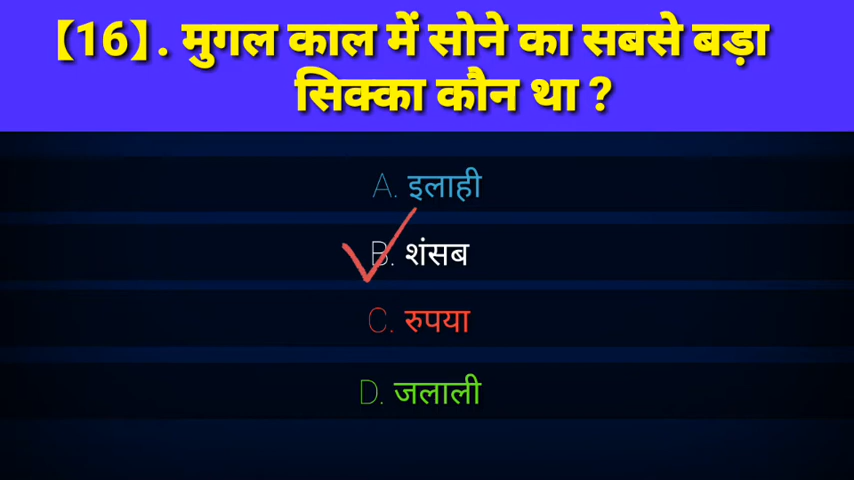 【16】. मुगल काल में सोने का सबसे बड़ा
सिक्का कौन था ?
A. इलाही
B. शंसब
C. रुपया
D. जलाली